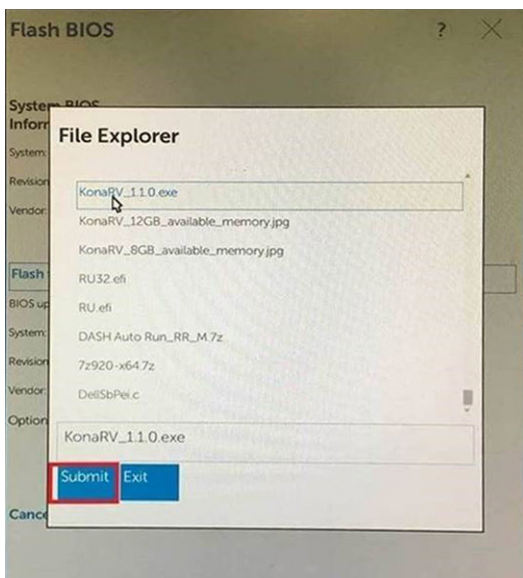 Flash BIOS
?
System BIOS
Infor
System:
Revision
Vendor:
Flash
BIOS up
System:
Revision
Vendor:
Option
Cance
File Explorer
KonaRV_1.1.0.exe
KonaRV_12GB_available_memory.jpg
KonaRV_8GB_available_memory.jpg
RU32.efi
RU.efi
DASH Auto Run_RR_M.7z
7z920-x64.7z
DellSbPei.c
KonaRV_1.1.0.exe
Submit Exit